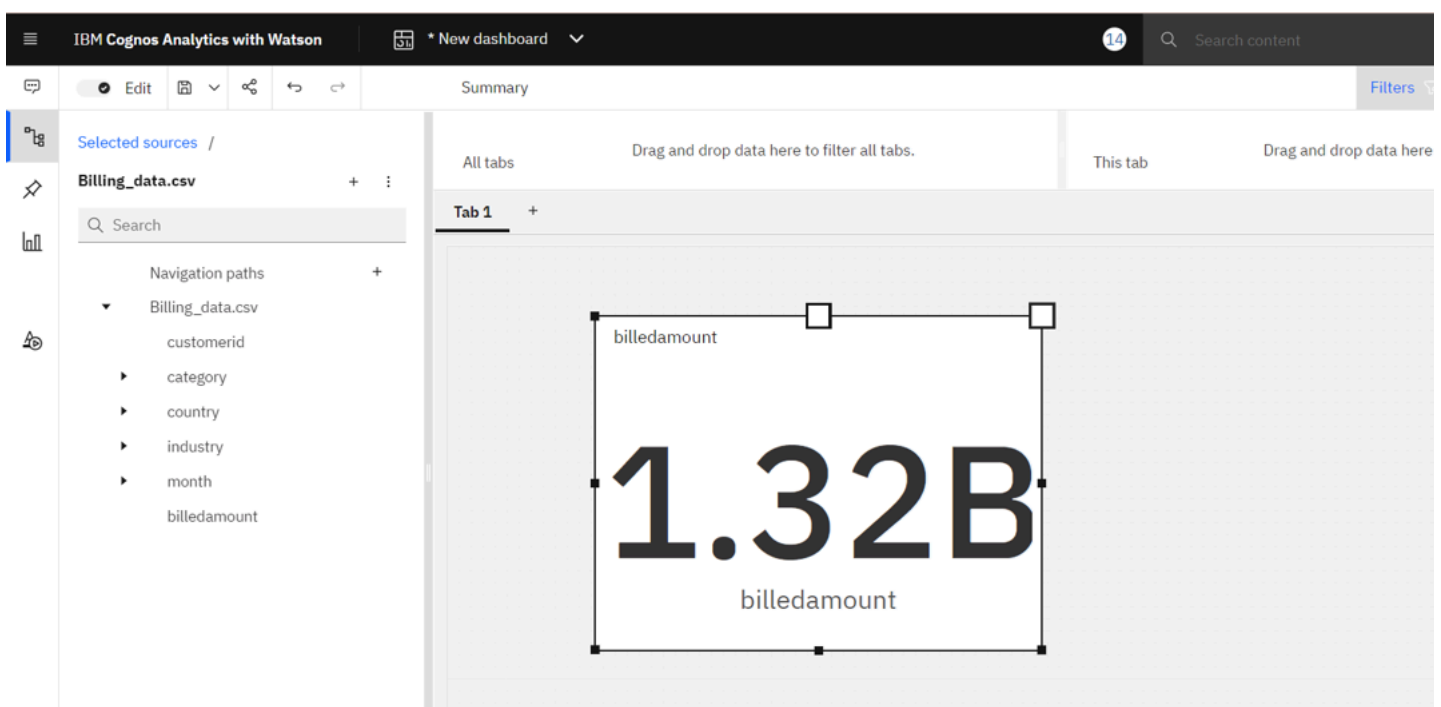 IBM Cognos Analytics with Watson
* New dashboard
14
Search content
Edit
Summary
Filters
Selected sources /
Billing_data.csv
Search
Navigation paths
Billing_data.csv
customerid
category
country
industry
month
billedamount
All tabs
Drag and drop data here to filter all tabs.
This tab
Drag and drop data here
Tab 1
billedamount
1.32B
billedamount